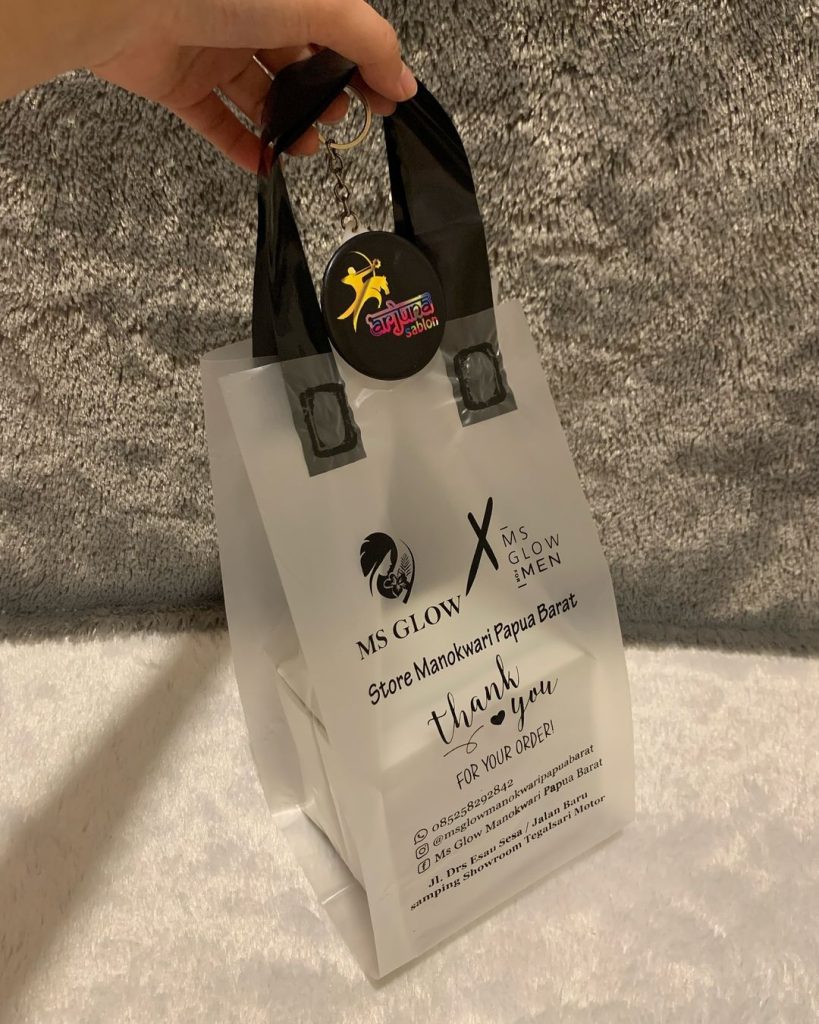 arjuna
sablon
X
MS
GLOW
FOR MEN
MS GLOW
Store Manokwari Papua Barat
thank
you
FOR YOUR ORDER!
085258292842
@msglowmanokwaripapuabarat
Ms Glow Manokwari Papua Barat
Jl. Drs Esau Sesa / Jalan Baru
samping Showroom Tegalsari Motor